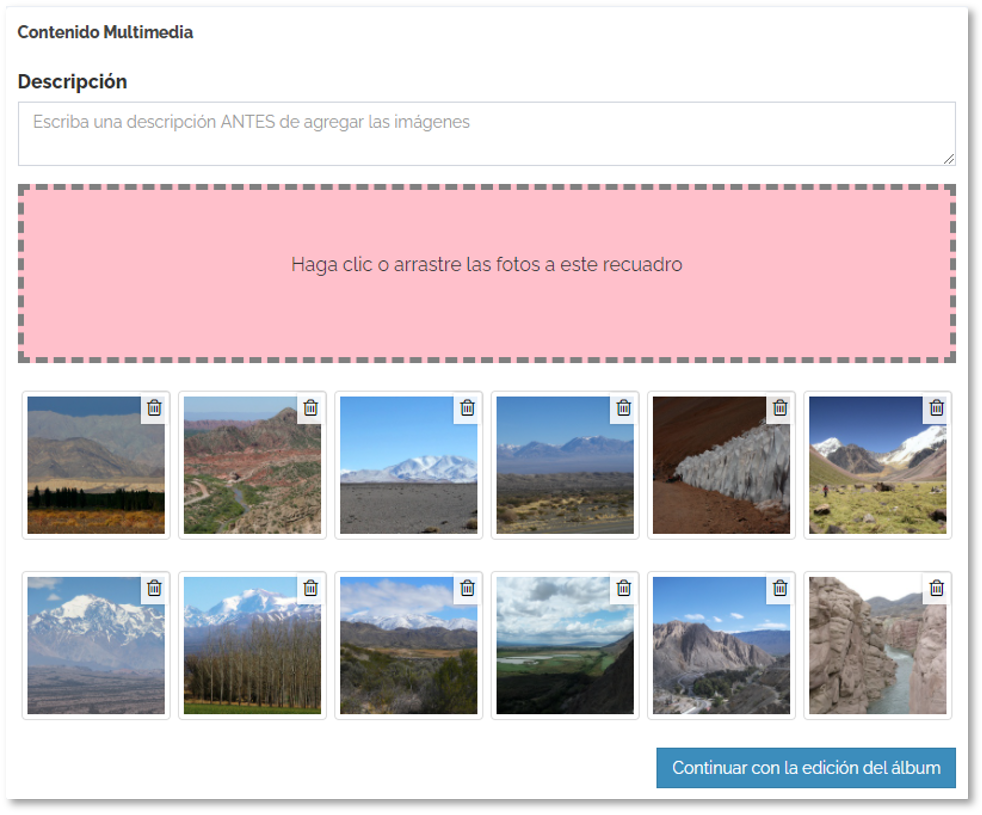 Contenido Multimedia
Descripción
Escriba una descripción ANTES de agregar las imágenes
Haga clic o arrastre las fotos a este recuadro
Continuar con la edición del álbum